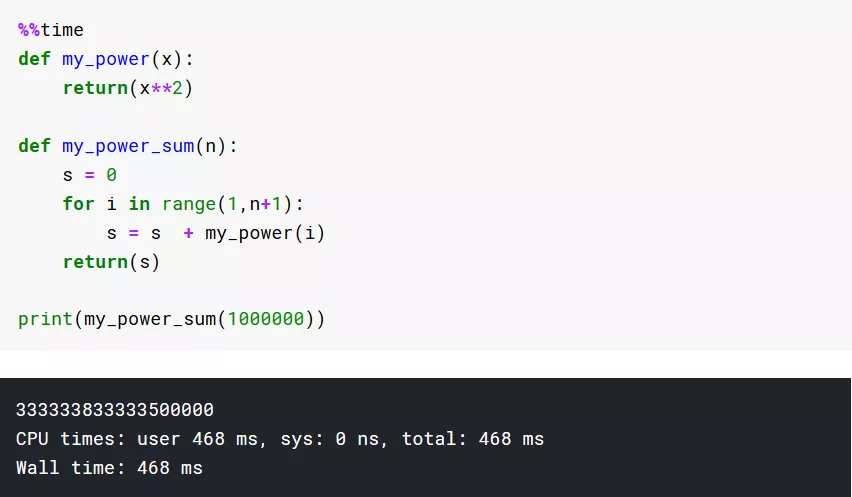 %%time
def my_power(x):
    return(x**2)

def my_power_sum(n):
    s = 0
    for i in range(1,n+1):
        s = s  + my_power(i)
    return(s)

print(my_power_sum(1000000))

333333833333500000
CPU times: user 468 ms, sys: 0 ns, total: 468 ms
Wall time: 468 ms